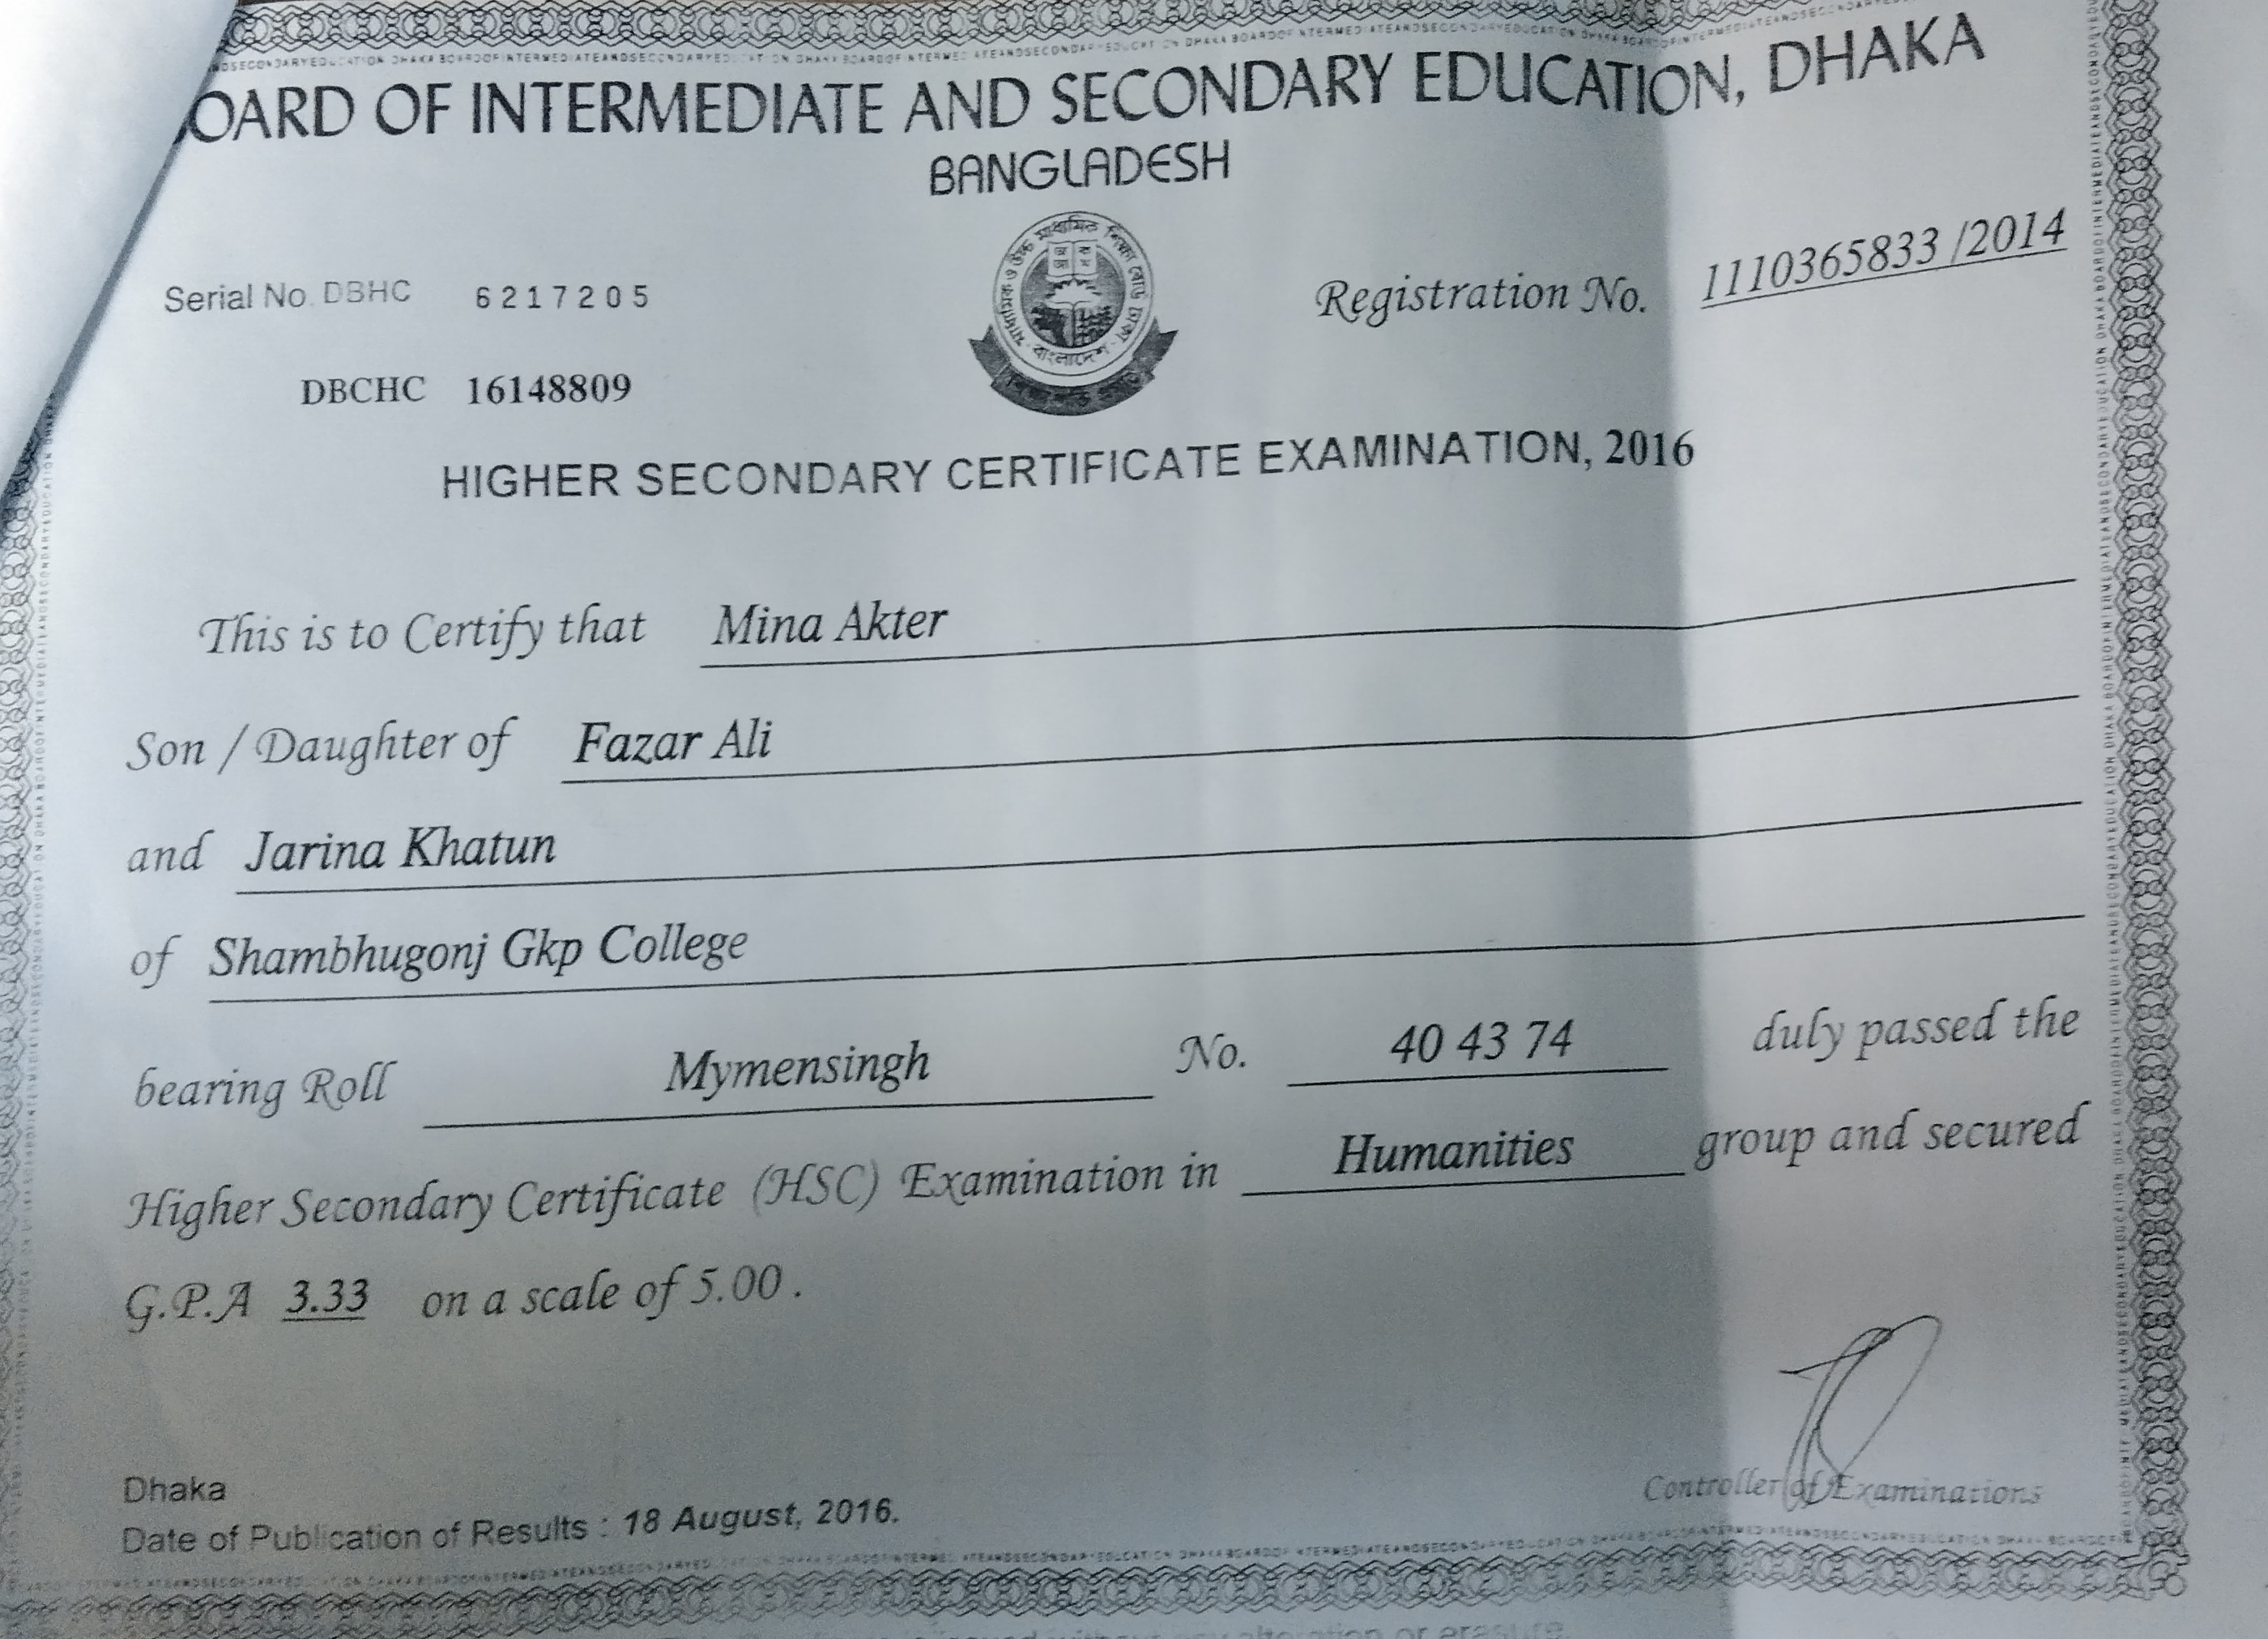 OARD OF INTERMEDIATE AND SECONDARY EDUCATION, DHAKA
BANGLADESH
Serial No. DBHC 6217205
Registration No. 1110365833 /2014
DBCHC 16148809
বাংলাদেশ
HIGHER SECONDARY CERTIFICATE EXAMINATION, 2016
This is to Certify that Mina Akter
Son / Daughter of Fazar Ali
and Jarina Khatun
of Shambhugonj Gkp College
bearing Roll Mymensingh No. 40 43 74 duly passed the
Higher Secondary Certificate (HSC) Examination in Humanities group and secured
G.P.A 3.33 on a scale of 5.00 .
Controller of Examinations
Dhaka
Date of Publication of Results : 18 August, 2016.